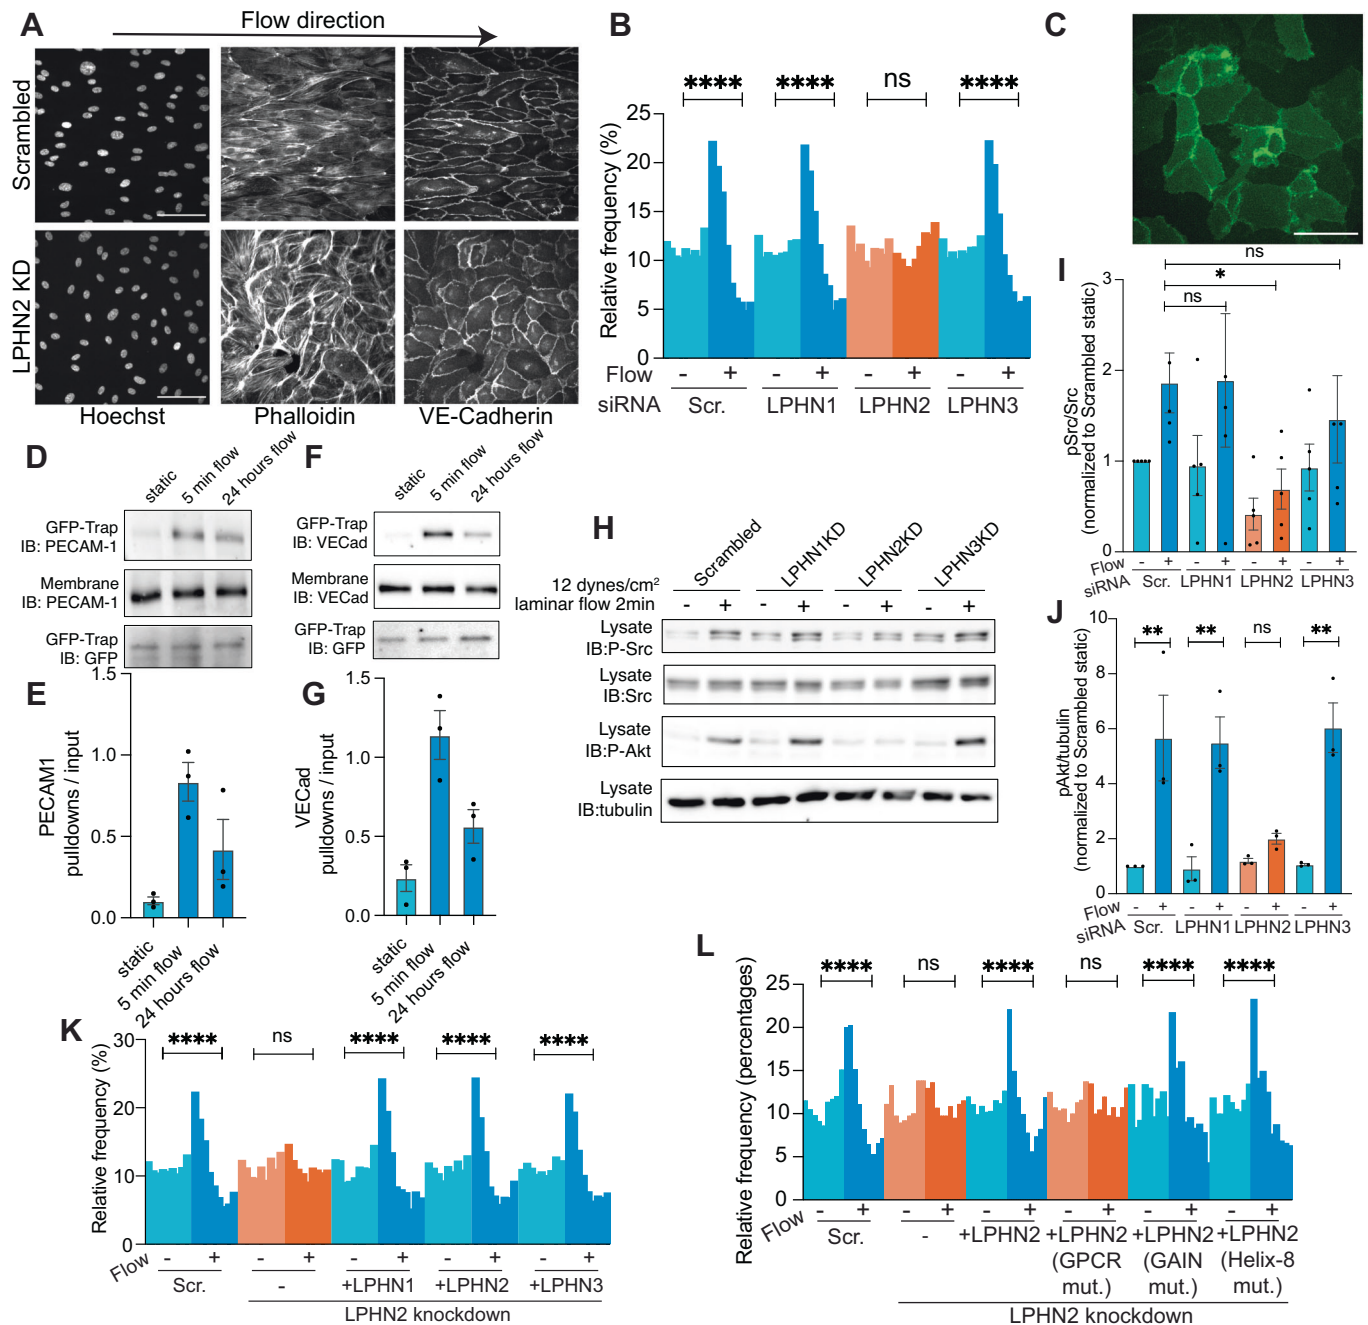 A
Flow direction
Scrambled
LPHN2 KD
Hoechst
Phalloidin
VE-Cadherin
B
**** **** ns ****
Relative frequency (%)
25
20
15
10
5
0
Flow - + - + - + - +
siRNA Scr. LPHN1 LPHN2 LPHN3
C
D
static
5 min flow
24 hours flow
GFP-Trap
IB: PECAM-1
Membrane
IB: PECAM-1
GFP-Trap
IB: GFP
E
PECAM1
pulldowns / input
1.5
1.0
0.5
0.0
static
5 min flow
24 hours flow
F
static
5 min flow
24 hours flow
GFP-Trap
IB: VECad
Membrane
IB: VECad
GFP-Trap
IB: GFP
G
VECad
pulldowns / input
1.5
1.0
0.5
0.0
static
5 min flow
24 hours flow
H
Scrambled
LPHN1KD
LPHN2KD
LPHN3KD
12 dynes/cm²
laminar flow 2min - + - + - + - +
Lysate
IB:P-Src
Lysate
IB:Src
Lysate
IB:P-Akt
Lysate
IB:tubulin
I
ns
*
ns
pSrc/Src
(normalized to Scrambled static)
3
2
1
0
Flow - + - + - + - +
siRNA Scr. LPHN1 LPHN2 LPHN3
J
** ** ns **
pAkt/tubulin
(normalized to Scrambled static)
10
8
6
4
2
0
Flow - + - + - + - +
siRNA Scr. LPHN1 LPHN2 LPHN3
K
**** ns **** **** ****
Relative frequency (%)
30
20
10
0
Flow - + - + - + - + - +
Scr. - +LPHN1 +LPHN2 +LPHN3
LPHN2 knockdown
L
**** ns **** ns **** ****
Relative frequency (percentages)
25
20
15
10
5
0
Flow - + - + - + - + - + - +
Scr. - +LPHN2 +LPHN2 +LPHN2 +LPHN2
(GPCR (GAIN (Helix-8
mut.) mut.) mut.)
LPHN2 knockdown